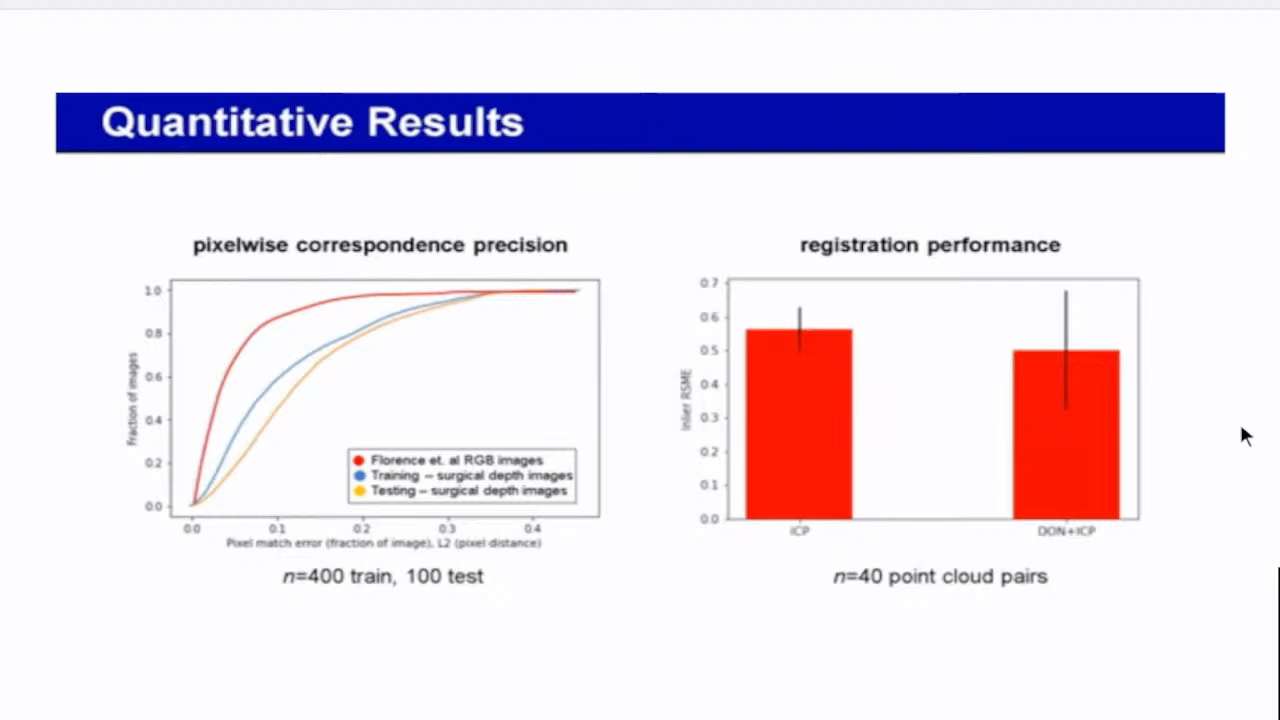 Quantitative Results
pixelwise correspondence precision
1.0
0.8
0.6
0.4
0.2
0.0
Fraction of images
Florence et. al RGB images
Training – surgical depth images
Testing – surgical depth images
0.0 0.1 0.2 0.3 0.4
Pixel match error (fraction of image), L2 (pixel distance)
n=400 train, 100 test
registration performance
0.7
0.6
0.5
0.4
0.3
0.2
0.1
0.0
Inlier RSME
ICP DON+ICP
n=40 point cloud pairs